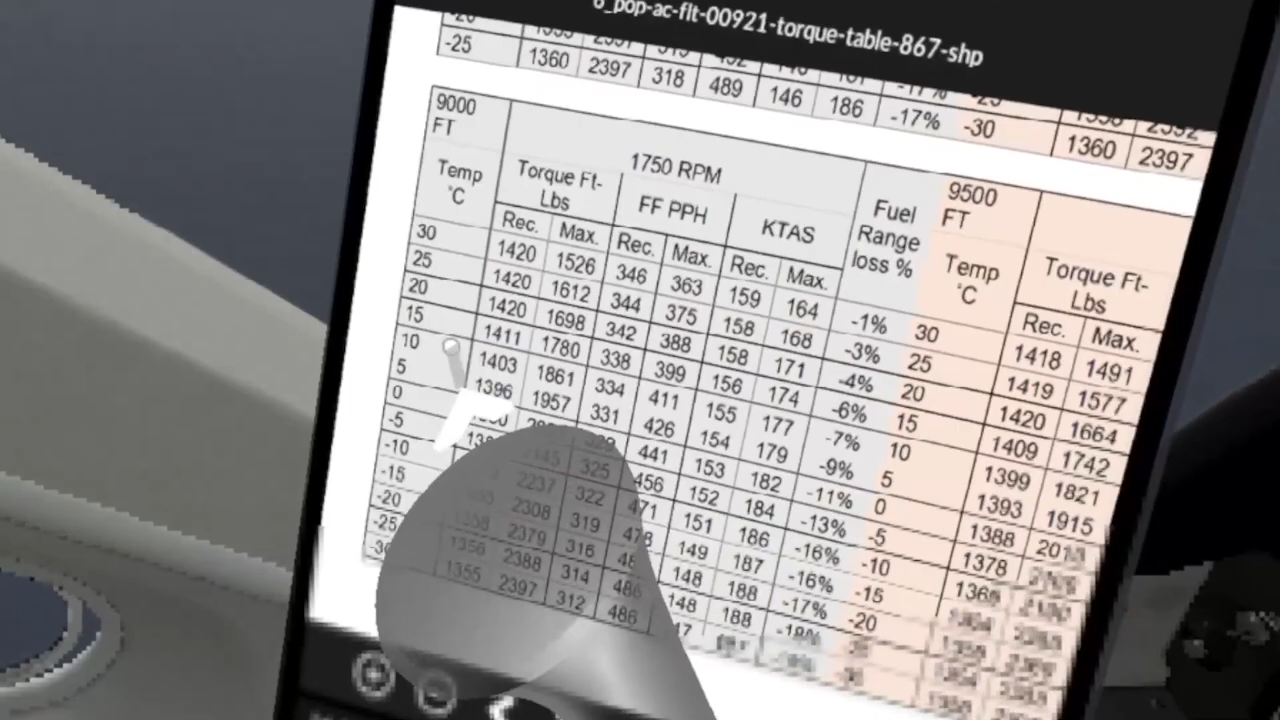 6_pop-ac-flt-00921-torque-table-867-shp
-25 1360 2397 318 489 146 186 -17% -30 1360 2397
9000 FT 1750 RPM Fuel Range loss % 9500 FT
Temp °C Torque Ft-Lbs FF PPH KTAS Temp °C Torque Ft-Lbs
Rec. Max. Rec. Max. Rec. Max. Rec. Max.
30 1420 1526 346 363 159 164 -1% 30 1418 1491
25 1420 1612 344 375 158 168 -3% 25 1419 1577
20 1420 1698 342 388 158 171 -4% 20 1420 1664
15 1411 1780 338 399 156 174 -6% 15 1409 1742
10 1403 1861 334 411 155 177 -7% 10 1399 1821
5 1396 1957 331 426 154 179 -9% 5 1393 1915
0 441 153 182 -11% 0 1388
-5 325 456 152 184 -13% -5 1378
-10 2237 322 471 151 186 -16% -10
-15 2308 319 478 149 187 -16% -15
-20 1358 2379 316 148 188 -17% -20
-25 1356 2388 314 486 148 188
1355 2397 312 486